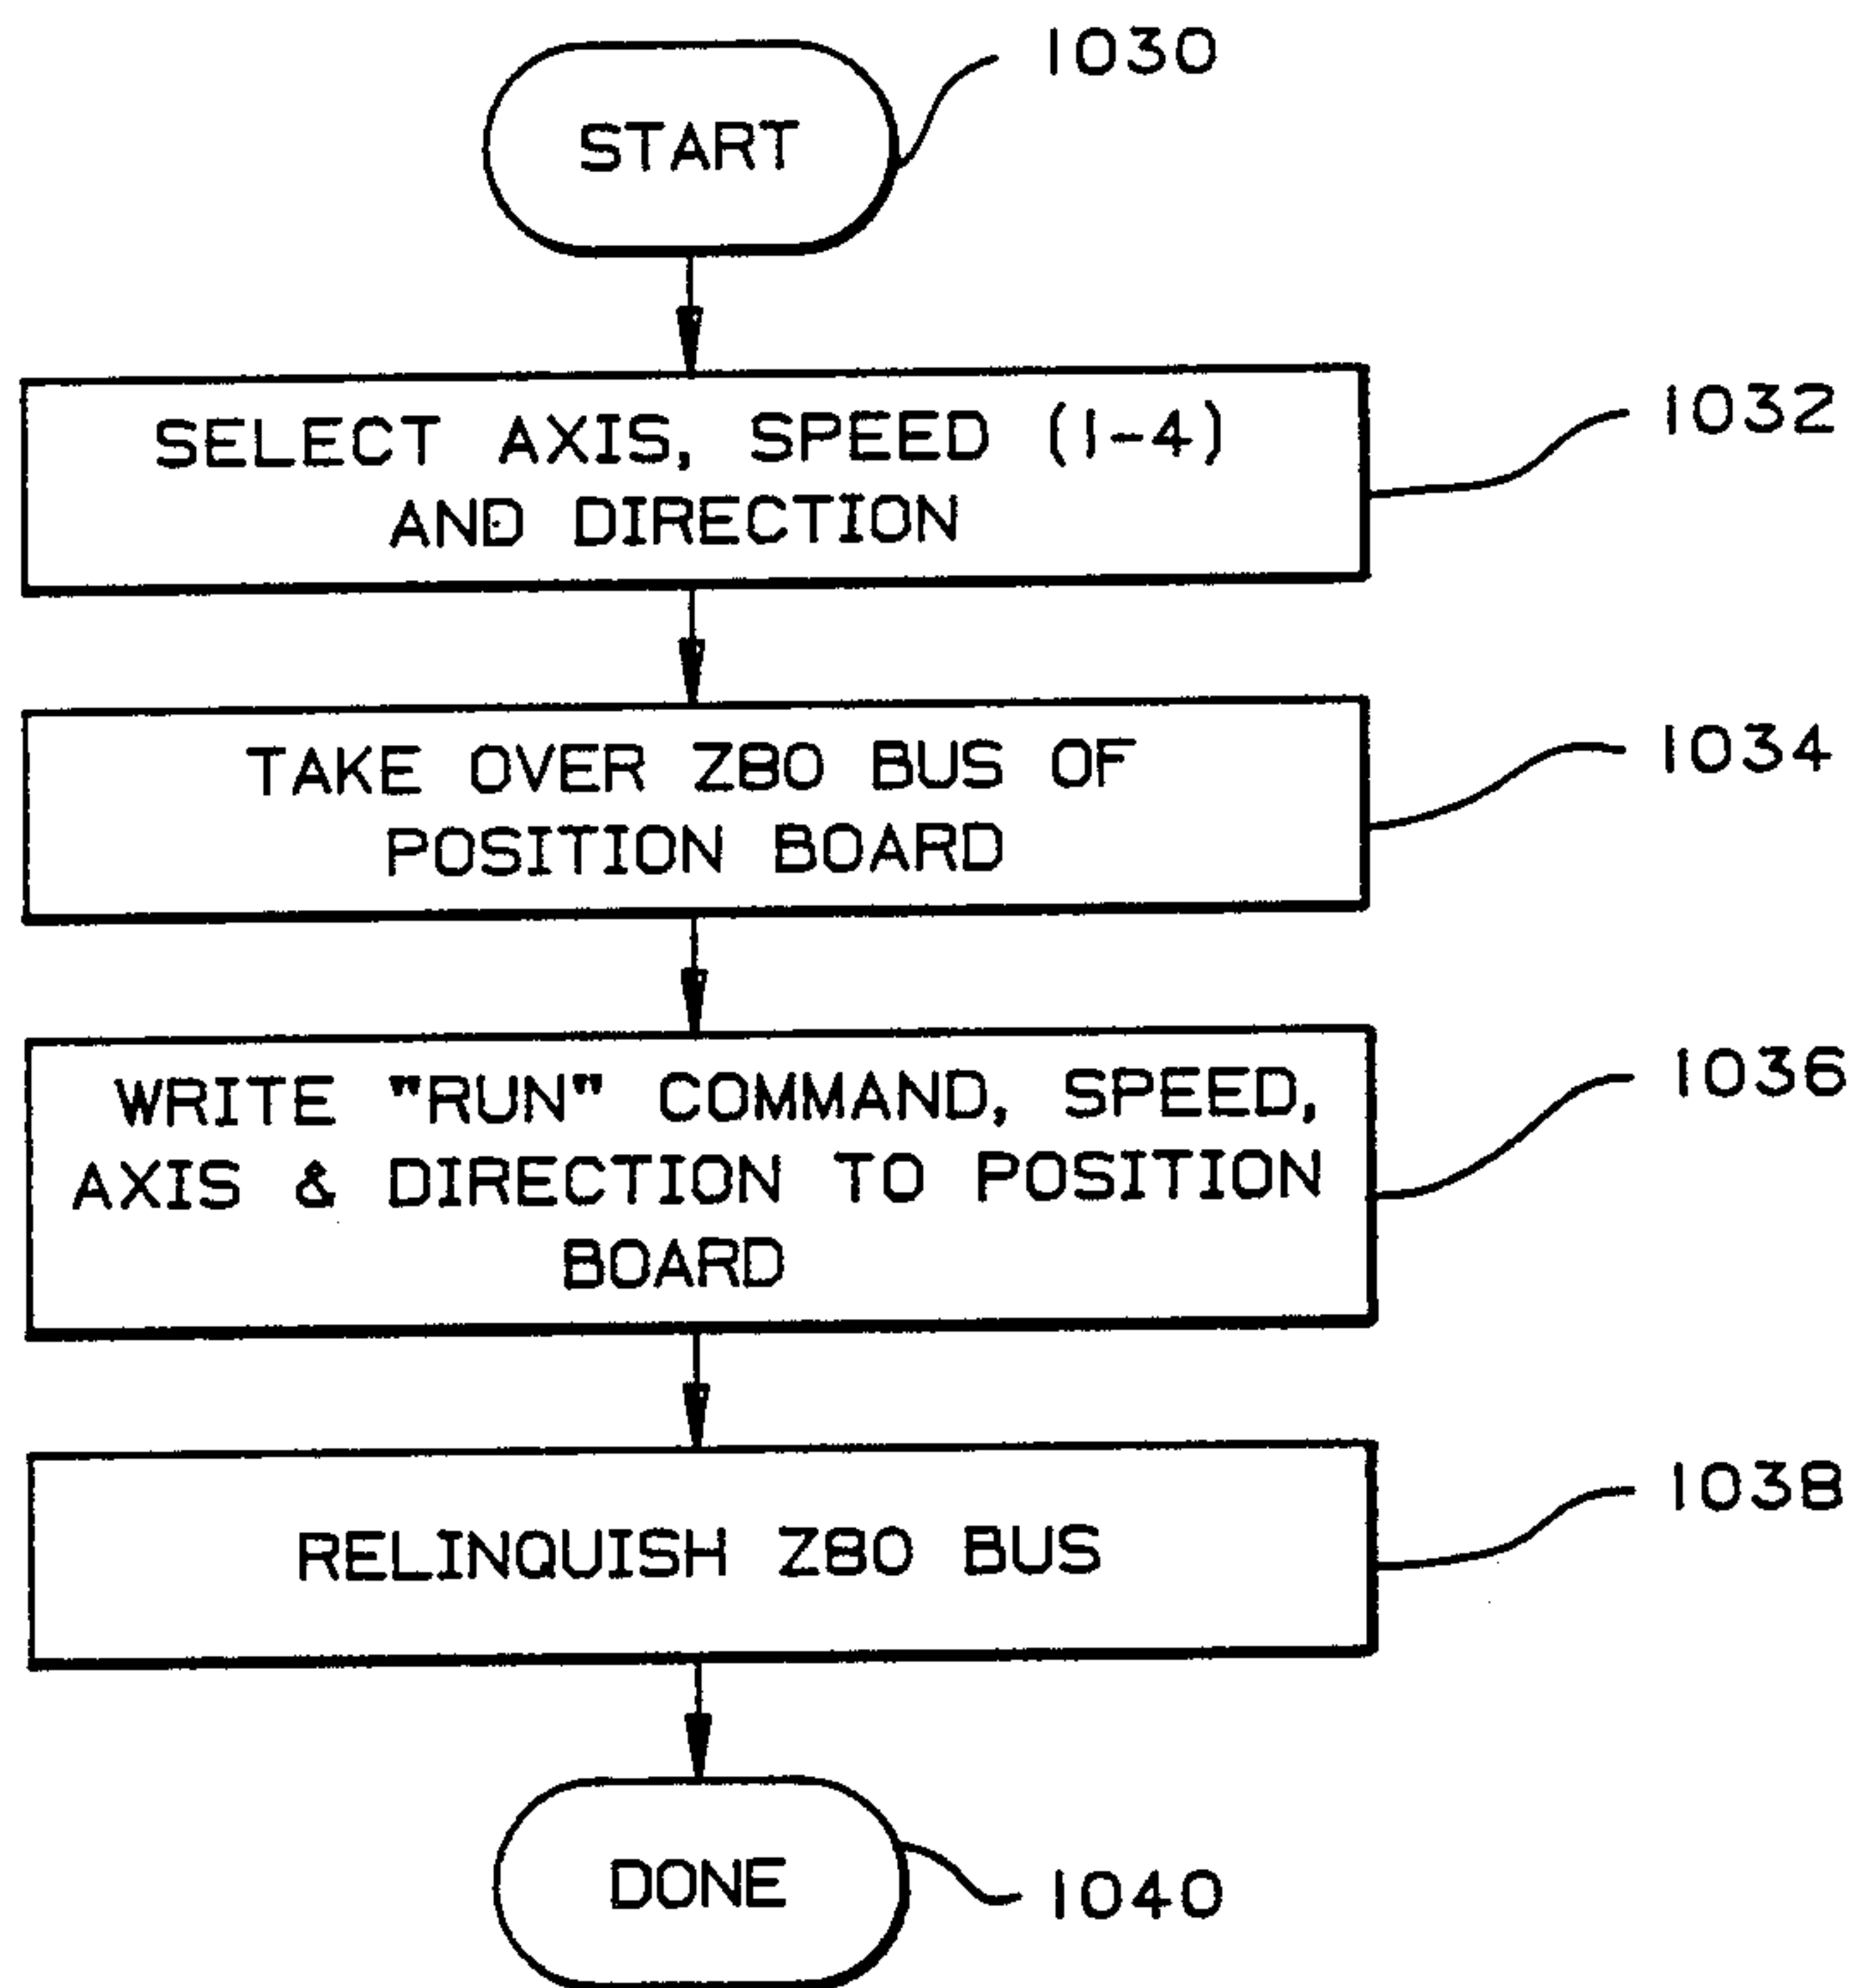 START
1030
SELECT AXIS, SPEED (1-4)
AND DIRECTION
1032
TAKE OVER Z80 BUS OF
POSITION BOARD
1034
WRITE "RUN" COMMAND, SPEED,
AXIS & DIRECTION TO POSITION
BOARD
1036
RELINQUISH Z80 BUS
1038
DONE
1040